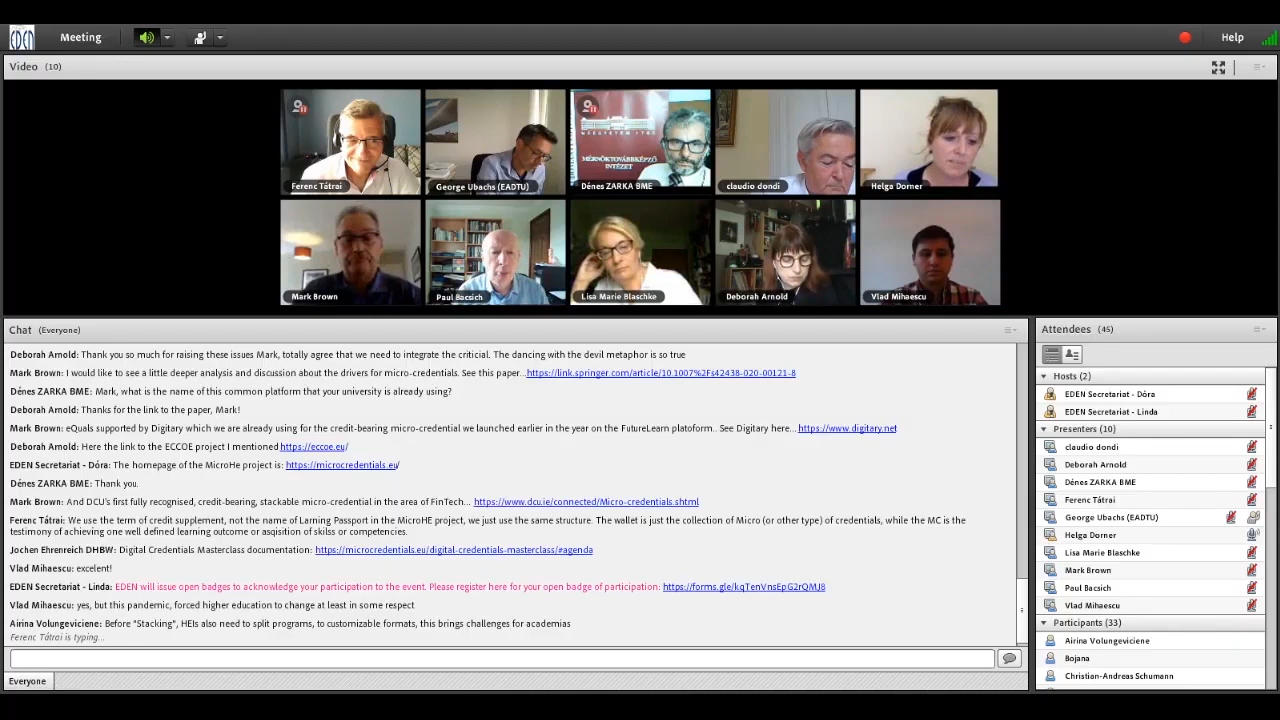 EDEN
Meeting
Help
Video (10)
Ferenc Tátrai
George Ubachs (EADTU)
MÉRNÖKTOVÁBBKÉPZŐ
INTÉZET
Dénes ZARKA BME
claudio dondi
Helga Dorner
Mark Brown
Paul Bacsich
Lisa Marie Blaschke
Deborah Arnold
Vlad Mihaescu
Chat (Everyone)
Deborah Arnold: Thank you so much for raising these issues Mark, totally agree that we need to integrate the criticial. The dancing with the devil metaphor is so true
Mark Brown: I would like to see a little deeper analysis and discussion about the drivers for micro-credentials. See this paper...https://link.springer.com/article/10.1007%2Fs42438-020-00121-8
Dénes ZARKA BME: Mark, what is the name of this common platform that your university is already using?
Deborah Arnold: Thanks for the link to the paper, Mark!
Mark Brown: eQuals supported by Digitary which we are already using for the credit-bearing micro-credential we launched earlier in the year on the FutureLearn platoform.. See Digitary here... https://www.digitary.net
Deborah Arnold: Here the link to the ECCOE project I mentioned https://eccoe.eu/
EDEN Secretariat - Dóra: The homepage of the MicroHe project is: https://microcredentials.eu/
Dénes ZARKA BME: Thank you.
Mark Brown: And DCU's first fully recognised, credit-bearing, stackable micro-credential in the area of FinTech... https://www.dcu.ie/connected/Micro-credentials.shtml
Ferenc Tátrai: We use the term of credit supplement, not the name of Larning Passport in the MicroHE project, we just use the same structure. The wallet is just the collection of Micro (or other type) of credentials, while the MC is the
testimony of achieving one well defined learning outcome or asqisition of skilss or competencies.
Jochen Ehrenreich DHBW: Digital Credentials Masterclass documentation: https://microcredentials.eu/digital-credentials-masterclass/#agenda
Vlad Mihaescu: excelent!
EDEN Secretariat - Linda: EDEN will issue open badges to acknowledge your participation to the event. Please register here for your open badge of participation: https://forms.gle/kqTenVnsEpG2rQMJ8
Vlad Mihaescu: yes, but this pandemic, forced higher education to change at least in some respect
Airina Volungeviciene: Before "Stacking", HEIs also need to split programs, to customizable formats, this brings challenges for academias
Ferenc Tátrai is typing...
Everyone
Attendees (45)
Hosts (2)
EDEN Secretariat - Dóra
EDEN Secretariat - Linda
Presenters (10)
claudio dondi
Deborah Arnold
Dénes ZARKA BME
Ferenc Tátrai
George Ubachs (EADTU)
Helga Dorner
Lisa Marie Blaschke
Mark Brown
Paul Bacsich
Vlad Mihaescu
Participants (33)
Airina Volungeviciene
Bojana
Christian-Andreas Schumann